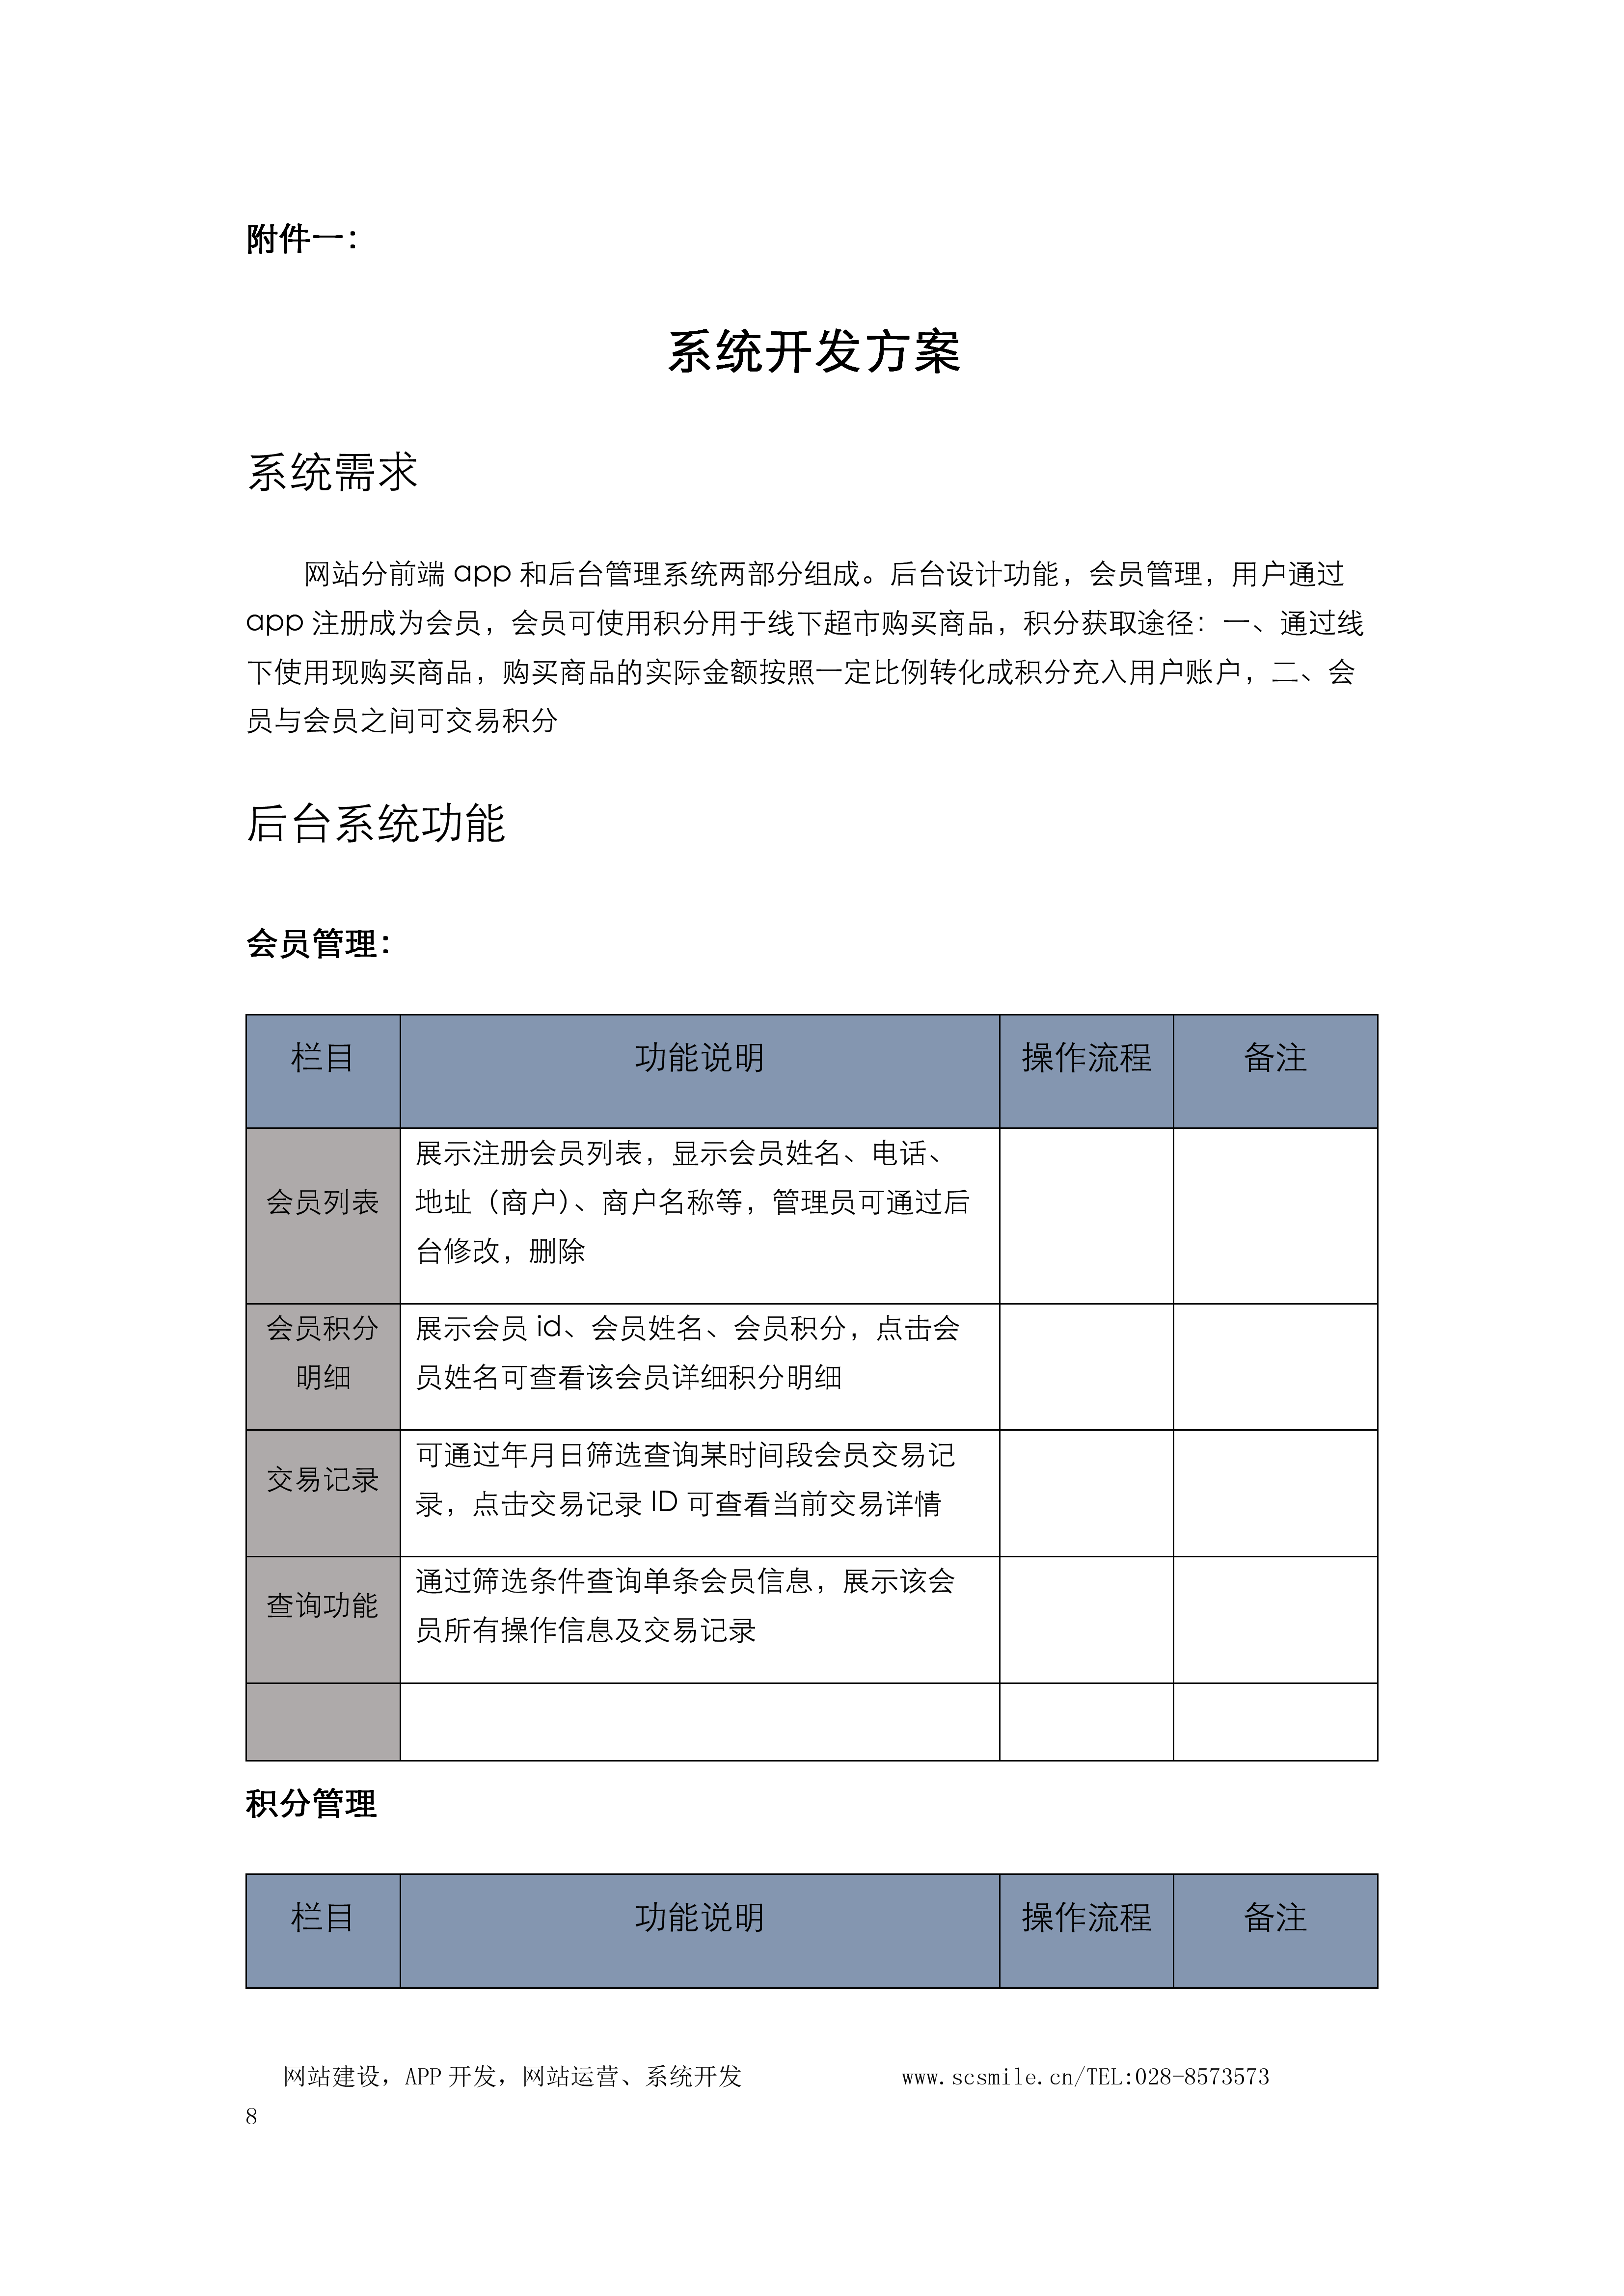 附件一：
系统开发方案
系统需求
网站分前端 app 和后台管理系统两部分组成。后台设计功能，会员管理，用户通过
app 注册成为会员，会员可使用积分用于线下超市购买商品，积分获取途径：一、通过线
下使用现购买商品，购买商品的实际金额按照一定比例转化成积分充入用户账户，二、会
员与会员之间可交易积分
后台系统功能
会员管理：
栏目 功能说明 操作流程 备注
会员列表
展示注册会员列表，显示会员姓名、电话、
地址（商户）、商户名称等，管理员可通过后
台修改，删除
会员积分
明细
展示会员 id、会员姓名、会员积分，点击会
员姓名可查看该会员详细积分明细
交易记录
可通过年月日筛选查询某时间段会员交易记
录，点击交易记录 ID 可查看当前交易详情
查询功能
通过筛选条件查询单条会员信息，展示该会
员所有操作信息及交易记录
积分管理
栏目 功能说明 操作流程 备注
网站建设，APP 开发，网站运营、系统开发 www.scsmile.cn/TEL:028-8573573
8